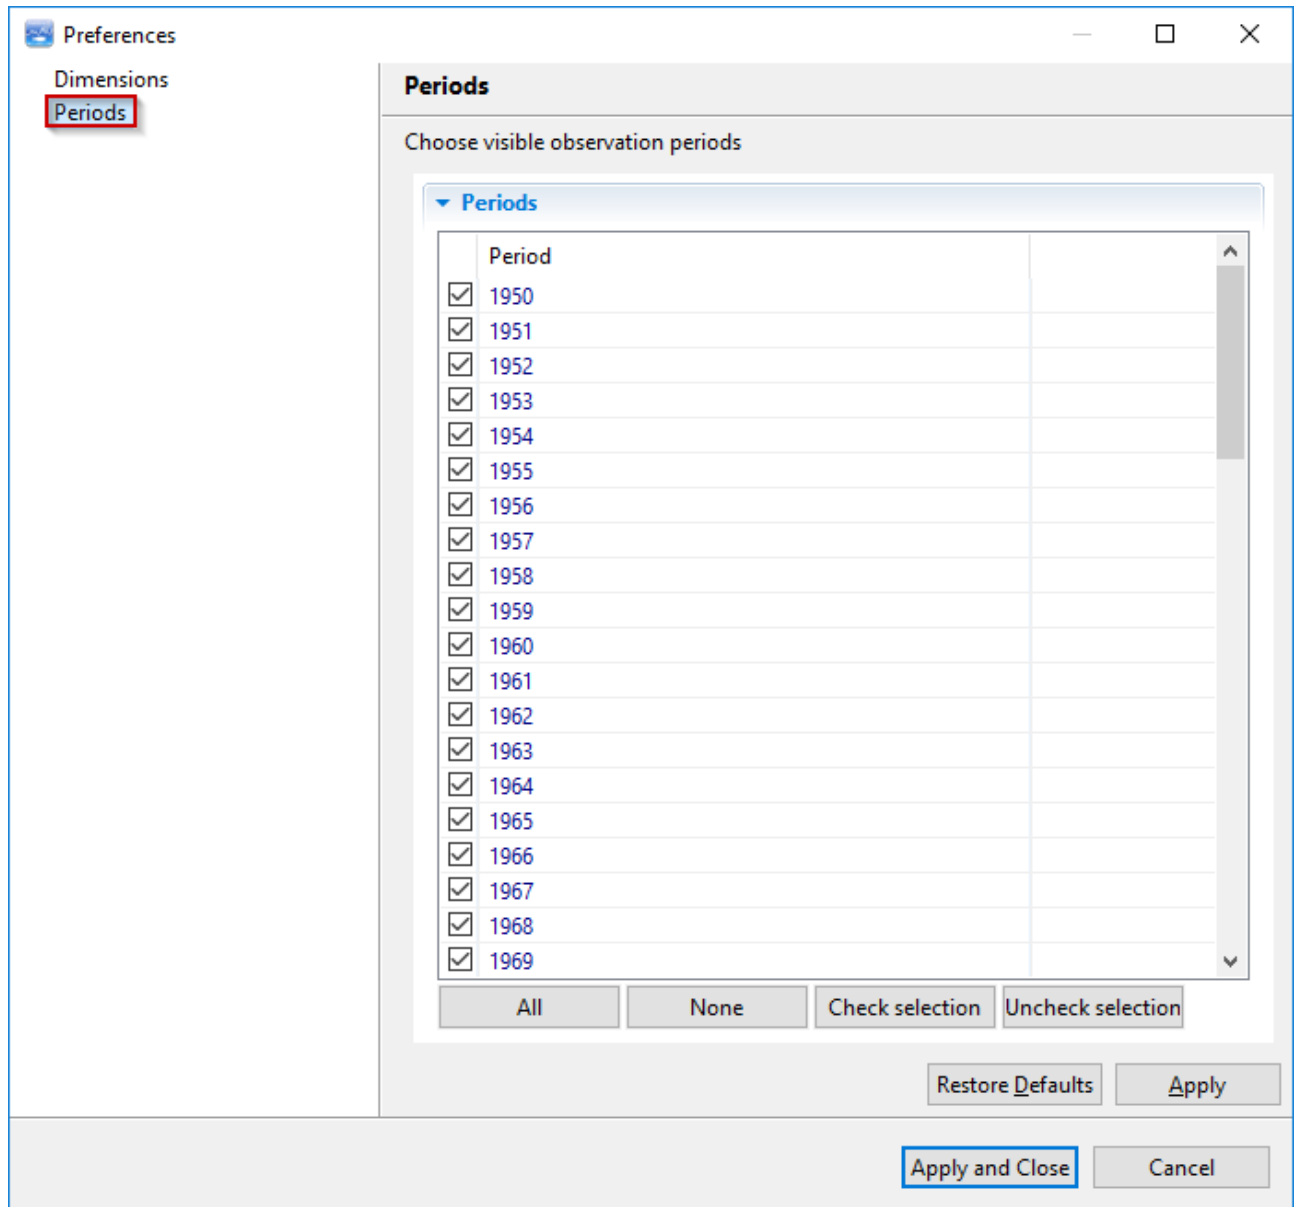 Preferences
Dimensions
Periods
Periods
Choose visible observation periods
Periods
Period
1950
1951
1952
1953
1954
1955
1956
1957
1958
1959
1960
1961
1962
1963
1964
1965
1966
1967
1968
1969
All None Check selection Uncheck selection
Restore Defaults Apply
Apply and Close Cancel